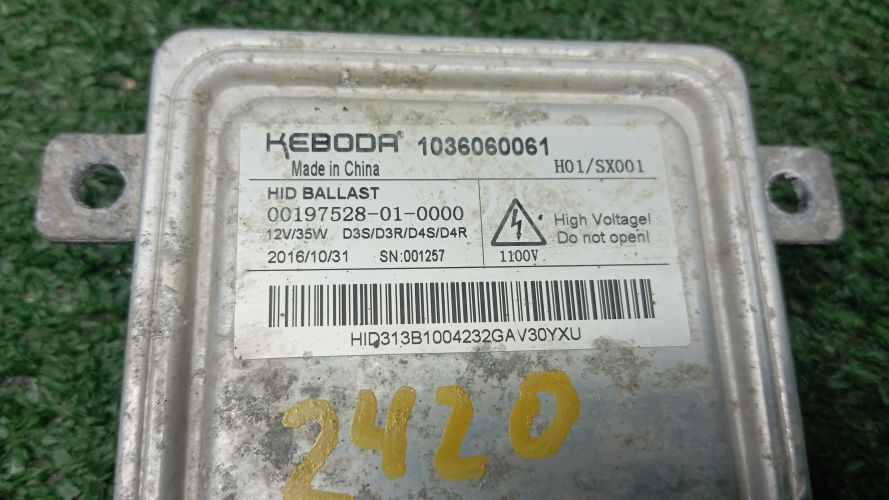 KEBODA® 1036060061
Made in China H01/SX001
HID BALLAST
00197528-01-0000
12V/35W D3S/D3R/D4S/D4R
2016/10/31 SN:001257
High Voltage!
Do not open!
1100V
HID313B1004232GAV30YXU
2420